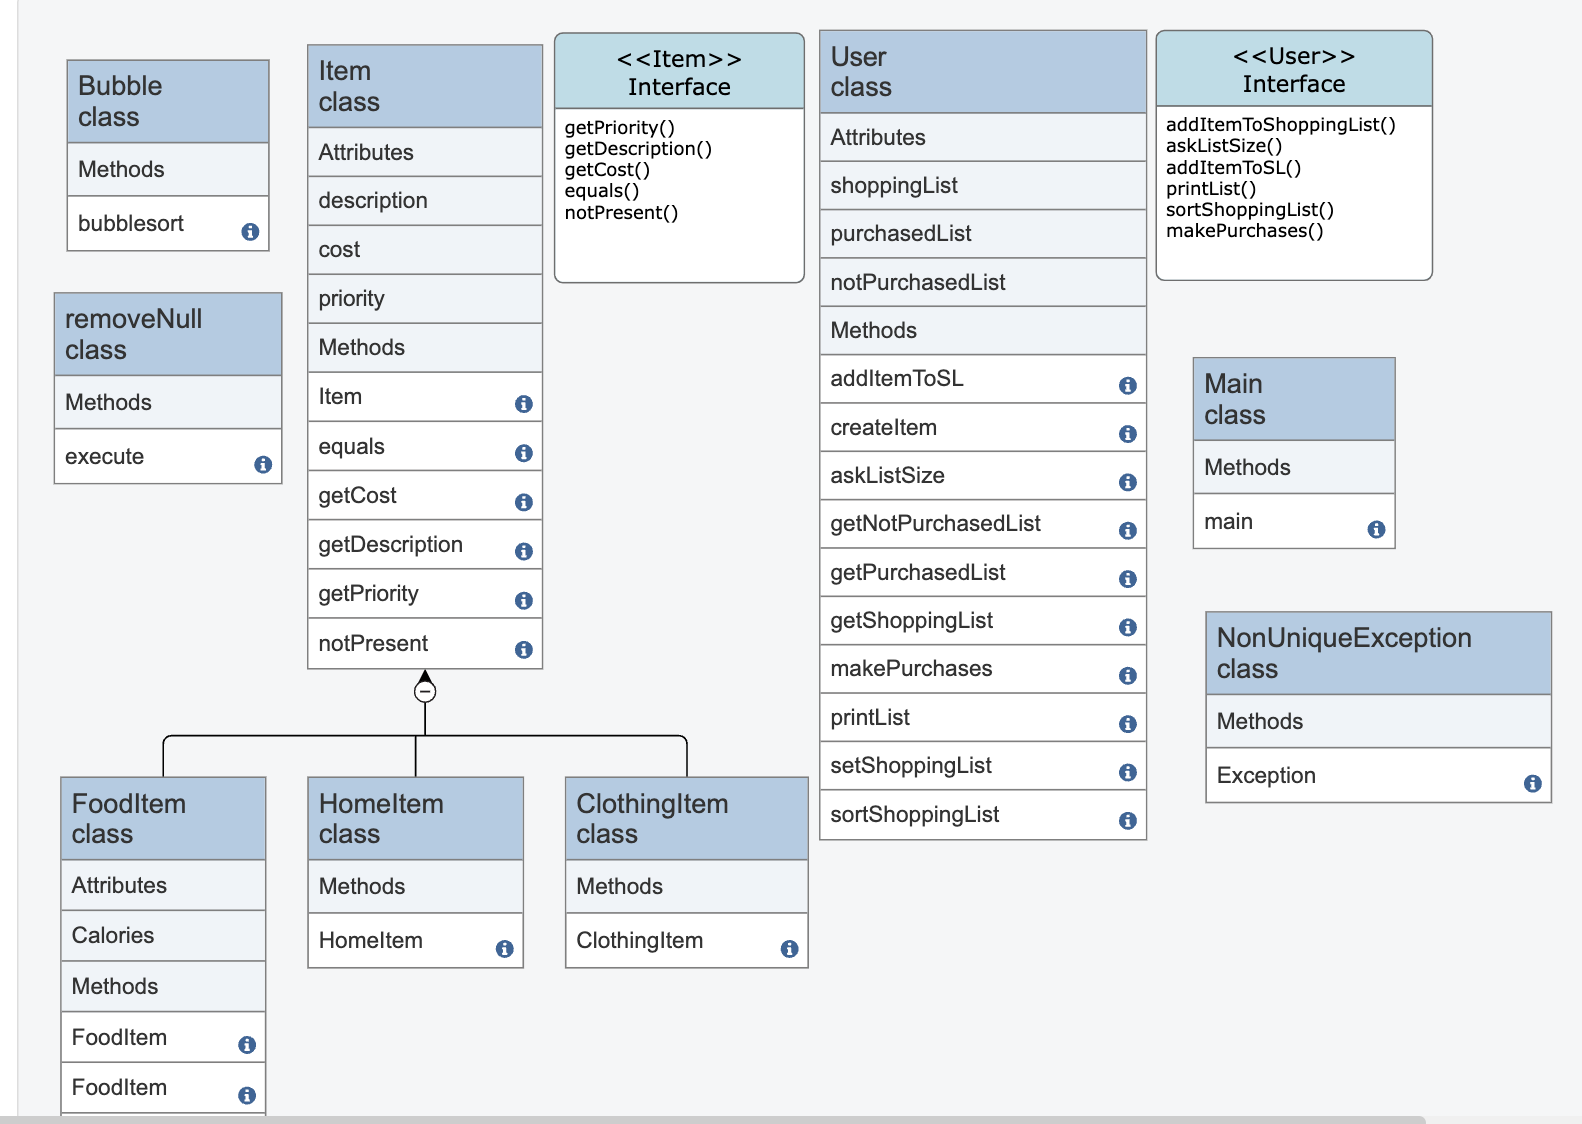 Bubble
class
Methods
bubblesort
removeNull
class
Methods
execute
Item
class
Attributes
description
cost
priority
Methods
Item
equals
getCost
getDescription
getPriority
notPresent
<<Item>>
Interface
getPriority()
getDescription()
getCost()
equals()
notPresent()
User
class
Attributes
shoppingList
purchasedList
notPurchasedList
Methods
addItemToSL
createItem
askListSize
getNotPurchasedList
getPurchasedList
getShoppingList
makePurchases
printList
setShoppingList
sortShoppingList
<<User>>
Interface
addItemToShoppingList()
askListSize()
addItemToSL()
printList()
sortShoppingList()
makePurchases()
Main
class
Methods
main
NonUniqueException
class
Methods
Exception
FoodItem
class
Attributes
Calories
Methods
FoodItem
FoodItem
HomeItem
class
Methods
HomeItem
ClothingItem
class
Methods
ClothingItem